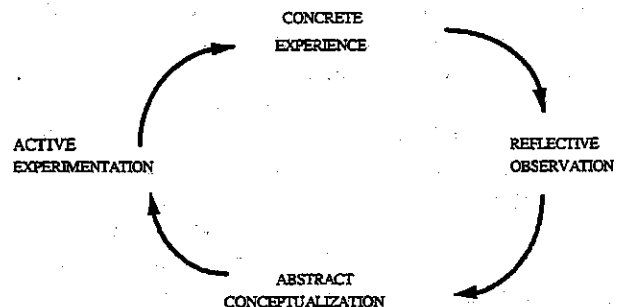 CONCRETE
EXPERIENCE
REFLECTIVE
OBSERVATION
ABSTRACT
CONCEPTUALIZATION
ACTIVE
EXPERIMENTATION